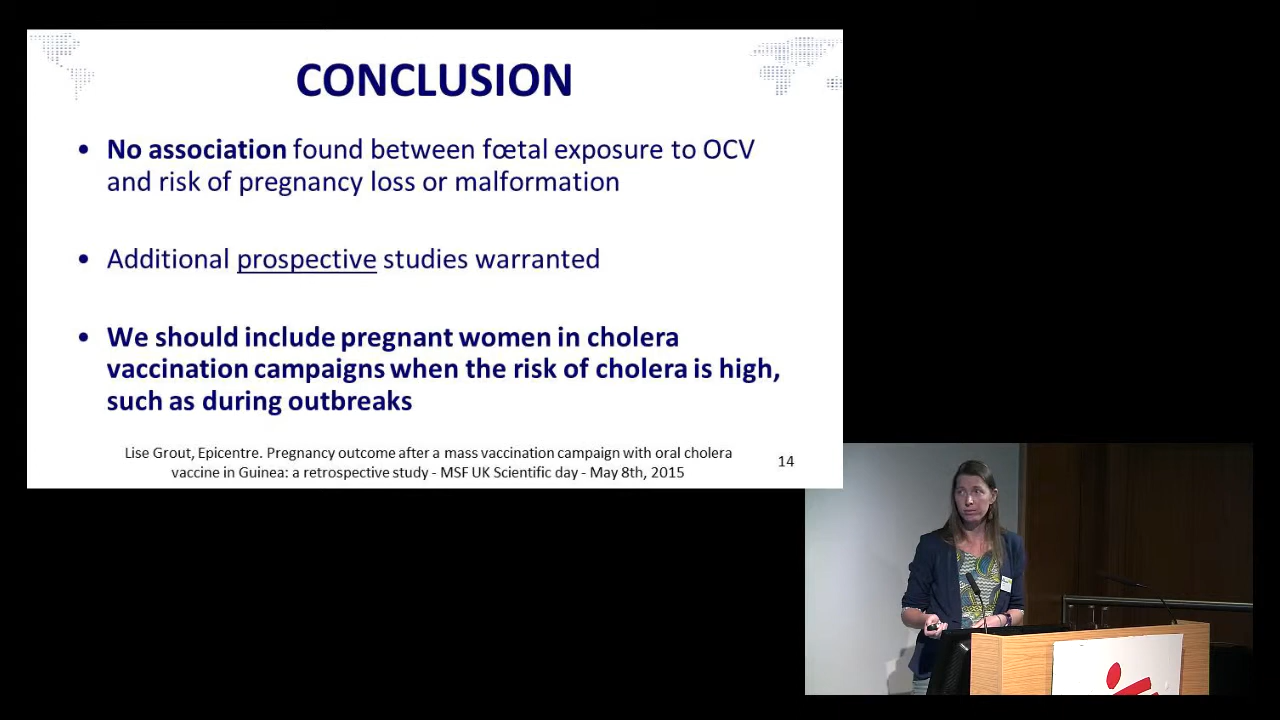 CONCLUSION
• No association found between fœtal exposure to OCV
and risk of pregnancy loss or malformation
• Additional prospective studies warranted
• We should include pregnant women in cholera
vaccination campaigns when the risk of cholera is high,
such as during outbreaks
Lise Grout, Epicentre. Pregnancy outcome after a mass vaccination campaign with oral cholera
vaccine in Guinea: a retrospective study - MSF UK Scientific day - May 8th, 2015
14